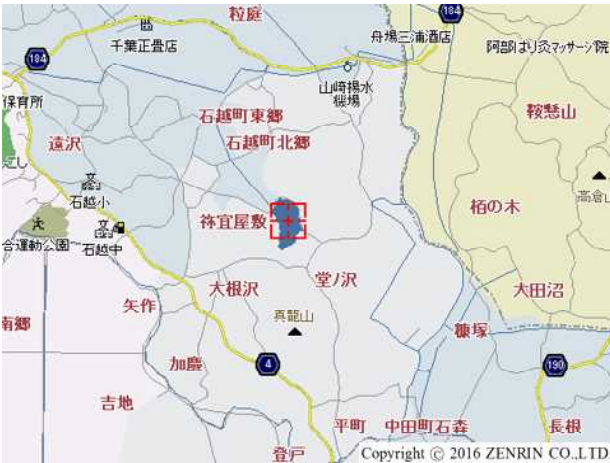 粒庭
184
千葉正畳店
舟場三浦酒店
184
阿部はり灸マッサージ院
保育所
山崎揚水
機場
石越町東郷
鞍懸山
遠沢
石越町北郷
こし
石越小
高倉山
栢の木
祢宜屋敷
合運動公園
石越中
大根沢
堂ノ沢
大田沼
矢作
真龍山
南郷
糠塚
加慶
4
190
吉地
平町
中田町石森
長根
登戸
Copyright © 2016 ZENRIN CO.,LTD